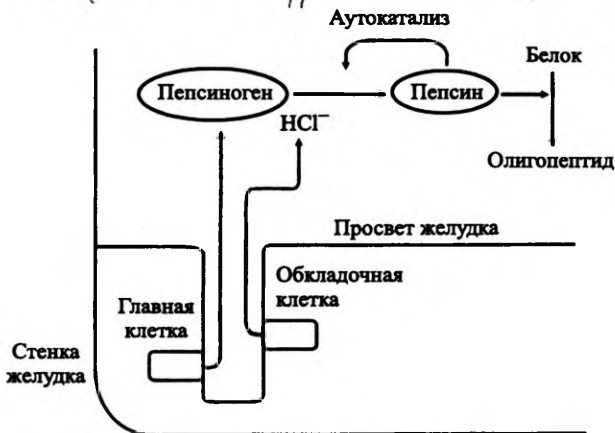 Аутокатализ
Белок
Пепсиноген
Пепсин
HCl⁻
Олигопептид
Просвет желудка
Обкладочная
клетка
Главная
клетка
Стенка
желудка